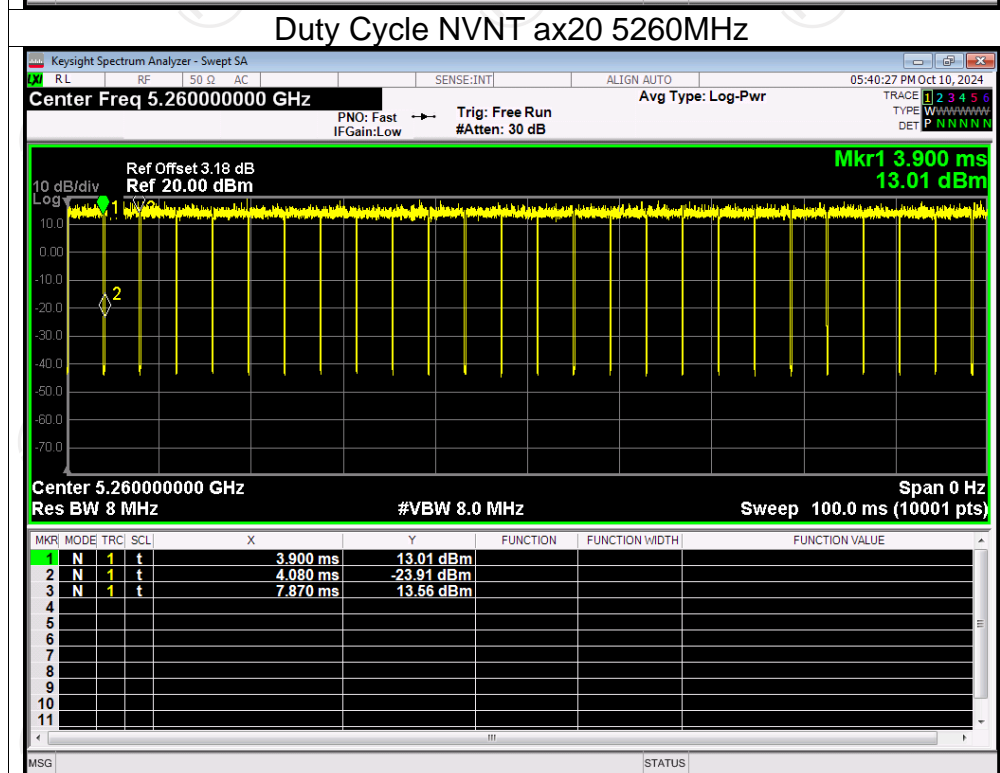 Duty Cycle NVNT ax20 5260MHz
Keysight Spectrum Analyzer - Swept SA
LXI RL RF 50 Ω AC SENSE:INT ALIGN AUTO 05:40:27 PM Oct 10, 2024
Center Freq 5.260000000 GHz
PNO: Fast
IFGain:Low
Trig: Free Run
#Atten: 30 dB
Avg Type: Log-Pwr
TRACE 1 2 3 4 5 6
TYPE WWWWWW
DET P N N N N N
Mkr1 3.900 ms
13.01 dBm
Ref Offset 3.18 dB
10 dB/div Ref 20.00 dBm
Log
1
3
10.0
0.00
-10.0
2
-20.0
-30.0
-40.0
-50.0
-60.0
-70.0
Center 5.260000000 GHz Span 0 Hz
Res BW 8 MHz #VBW 8.0 MHz Sweep 100.0 ms (10001 pts)
MKR MODE TRC SCL X Y FUNCTION FUNCTION WIDTH FUNCTION VALUE
1 N 1 t 3.900 ms 13.01 dBm
2 N 1 t 4.080 ms -23.91 dBm
3 N 1 t 7.870 ms 13.56 dBm
4
5
6
7
8
9
10
11
MSG STATUS